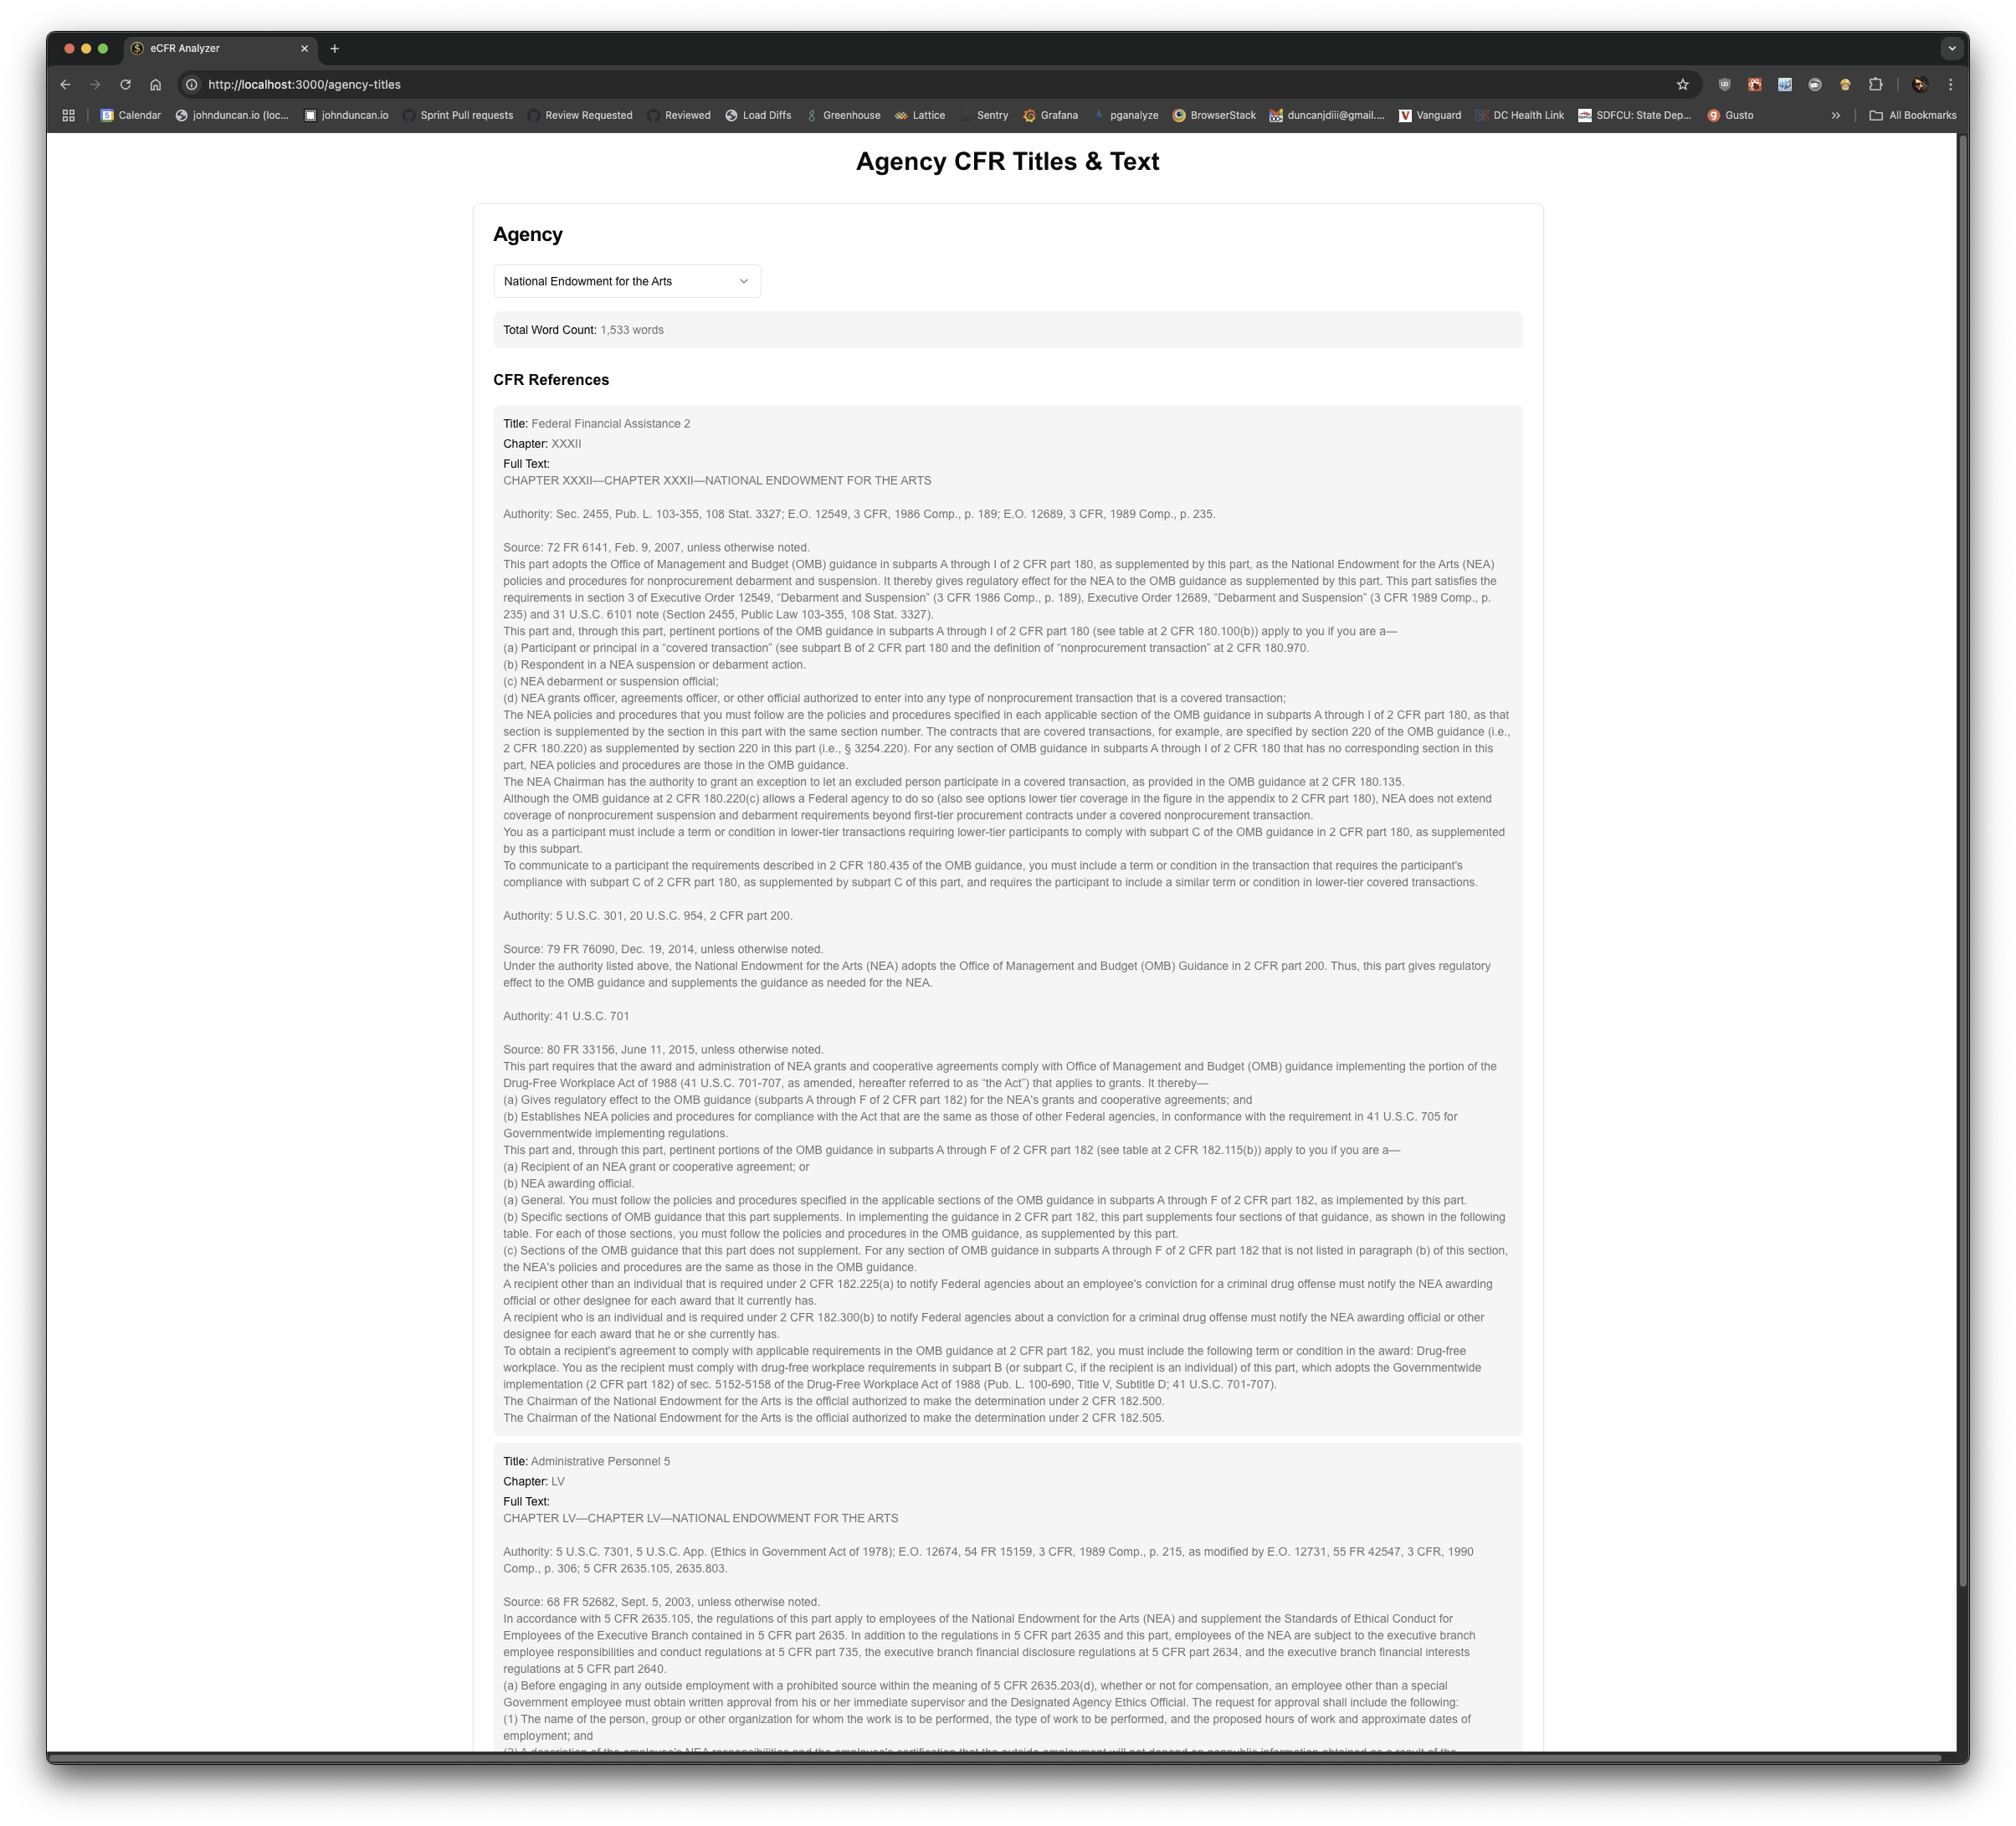 eCFR Analyzer
http://localhost:3000/agency-titles
Calendar
johnduncan.io (loc...
johnduncan.io
Sprint Pull requests
Review Requested
Reviewed
Load Diffs
Greenhouse
Lattice
Sentry
Grafana
pganalyze
BrowserStack
duncanjdiii@gmail....
Vanguard
DC Health Link
SDFCU: State Dep...
Gusto
All Bookmarks
Agency CFR Titles & Text
Agency
National Endowment for the Arts
Total Word Count: 1,533 words
CFR References
Title: Federal Financial Assistance 2
Chapter: XXXII
Full Text:
CHAPTER XXXII—CHAPTER XXXII—NATIONAL ENDOWMENT FOR THE ARTS
Authority: Sec. 2455, Pub. L. 103-355, 108 Stat. 3327; E.O. 12549, 3 CFR, 1986 Comp., p. 189; E.O. 12689, 3 CFR, 1989 Comp., p. 235.
Source: 72 FR 6141, Feb. 9, 2007, unless otherwise noted.
This part adopts the Office of Management and Budget (OMB) guidance in subparts A through I of 2 CFR part 180, as supplemented by this part, as the National Endowment for the Arts (NEA)
policies and procedures for nonprocurement debarment and suspension. It thereby gives regulatory effect for the NEA to the OMB guidance as supplemented by this part. This part satisfies the
requirements in section 3 of Executive Order 12549, “Debarment and Suspension” (3 CFR 1986 Comp., p. 189), Executive Order 12689, “Debarment and Suspension” (3 CFR 1989 Comp., p.
235) and 31 U.S.C. 6101 note (Section 2455, Public Law 103-355, 108 Stat. 3327).
This part and, through this part, pertinent portions of the OMB guidance in subparts A through I of 2 CFR part 180 (see table at 2 CFR 180.100(b)) apply to you if you are a—
(a) Participant or principal in a “covered transaction” (see subpart B of 2 CFR part 180 and the definition of “nonprocurement transaction” at 2 CFR 180.970.
(b) Respondent in a NEA suspension or debarment action.
(c) NEA debarment or suspension official;
(d) NEA grants officer, agreements officer, or other official authorized to enter into any type of nonprocurement transaction that is a covered transaction;
The NEA policies and procedures that you must follow are the policies and procedures specified in each applicable section of the OMB guidance in subparts A through I of 2 CFR part 180, as that
section is supplemented by the section in this part with the same section number. The contracts that are covered transactions, for example, are specified by section 220 of the OMB guidance (i.e.,
2 CFR 180.220) as supplemented by section 220 in this part (i.e., § 3254.220). For any section of OMB guidance in subparts A through I of 2 CFR 180 that has no corresponding section in this
part, NEA policies and procedures are those in the OMB guidance.
The NEA Chairman has the authority to grant an exception to let an excluded person participate in a covered transaction, as provided in the OMB guidance at 2 CFR 180.135.
Although the OMB guidance at 2 CFR 180.220(c) allows a Federal agency to do so (also see options lower tier coverage in the figure in the appendix to 2 CFR part 180), NEA does not extend
coverage of nonprocurement suspension and debarment requirements beyond first-tier procurement contracts under a covered nonprocurement transaction.
You as a participant must include a term or condition in lower-tier transactions requiring lower-tier participants to comply with subpart C of the OMB guidance in 2 CFR part 180, as supplemented
by this subpart.
To communicate to a participant the requirements described in 2 CFR 180.435 of the OMB guidance, you must include a term or condition in the transaction that requires the participant's
compliance with subpart C of 2 CFR part 180, as supplemented by subpart C of this part, and requires the participant to include a similar term or condition in lower-tier covered transactions.
Authority: 5 U.S.C. 301, 20 U.S.C. 954, 2 CFR part 200.
Source: 79 FR 76090, Dec. 19, 2014, unless otherwise noted.
Under the authority listed above, the National Endowment for the Arts (NEA) adopts the Office of Management and Budget (OMB) Guidance in 2 CFR part 200. Thus, this part gives regulatory
effect to the OMB guidance and supplements the guidance as needed for the NEA.
Authority: 41 U.S.C. 701
Source: 80 FR 33156, June 11, 2015, unless otherwise noted.
This part requires that the award and administration of NEA grants and cooperative agreements comply with Office of Management and Budget (OMB) guidance implementing the portion of the
Drug-Free Workplace Act of 1988 (41 U.S.C. 701-707, as amended, hereafter referred to as “the Act”) that applies to grants. It thereby—
(a) Gives regulatory effect to the OMB guidance (subparts A through F of 2 CFR part 182) for the NEA's grants and cooperative agreements; and
(b) Establishes NEA policies and procedures for compliance with the Act that are the same as those of other Federal agencies, in conformance with the requirement in 41 U.S.C. 705 for
Governmentwide implementing regulations.
This part and, through this part, pertinent portions of the OMB guidance in subparts A through F of 2 CFR part 182 (see table at 2 CFR 182.115(b)) apply to you if you are a—
(a) Recipient of an NEA grant or cooperative agreement; or
(b) NEA awarding official.
(a) General. You must follow the policies and procedures specified in the applicable sections of the OMB guidance in subparts A through F of 2 CFR part 182, as implemented by this part.
(b) Specific sections of OMB guidance that this part supplements. In implementing the guidance in 2 CFR part 182, this part supplements four sections of that guidance, as shown in the following
table. For each of those sections, you must follow the policies and procedures in the OMB guidance, as supplemented by this part.
(c) Sections of the OMB guidance that this part does not supplement. For any section of OMB guidance in subparts A through F of 2 CFR part 182 that is not listed in paragraph (b) of this section,
the NEA's policies and procedures are the same as those in the OMB guidance.
A recipient other than an individual that is required under 2 CFR 182.225(a) to notify Federal agencies about an employee's conviction for a criminal drug offense must notify the NEA awarding
official or other designee for each award that it currently has.
A recipient who is an individual and is required under 2 CFR 182.300(b) to notify Federal agencies about a conviction for a criminal drug offense must notify the NEA awarding official or other
designee for each award that he or she currently has.
To obtain a recipient's agreement to comply with applicable requirements in the OMB guidance at 2 CFR part 182, you must include the following term or condition in the award: Drug-free
workplace. You as the recipient must comply with drug-free workplace requirements in subpart B (or subpart C, if the recipient is an individual) of this part, which adopts the Governmentwide
implementation (2 CFR part 182) of sec. 5152-5158 of the Drug-Free Workplace Act of 1988 (Pub. L. 100-690, Title V, Subtitle D; 41 U.S.C. 701-707).
The Chairman of the National Endowment for the Arts is the official authorized to make the determination under 2 CFR 182.500.
The Chairman of the National Endowment for the Arts is the official authorized to make the determination under 2 CFR 182.505.
Title: Administrative Personnel 5
Chapter: LV
Full Text:
CHAPTER LV—CHAPTER LV—NATIONAL ENDOWMENT FOR THE ARTS
Authority: 5 U.S.C. 7301, 5 U.S.C. App. (Ethics in Government Act of 1978); E.O. 12674, 54 FR 15159, 3 CFR, 1989 Comp., p. 215, as modified by E.O. 12731, 55 FR 42547, 3 CFR, 1990
Comp., p. 306; 5 CFR 2635.105, 2635.803.
Source: 68 FR 52682, Sept. 5, 2003, unless otherwise noted.
In accordance with 5 CFR 2635.105, the regulations of this part apply to employees of the National Endowment for the Arts (NEA) and supplement the Standards of Ethical Conduct for
Employees of the Executive Branch contained in 5 CFR part 2635. In addition to the regulations in 5 CFR part 2635 and this part, employees of the NEA are subject to the executive branch
employee responsibilities and conduct regulations at 5 CFR part 735, the executive branch financial disclosure regulations at 5 CFR part 2634, and the executive branch financial interests
regulations at 5 CFR part 2640.
(a) Before engaging in any outside employment with a prohibited source within the meaning of 5 CFR 2635.203(d), whether or not for compensation, an employee other than a special
Government employee must obtain written approval from his or her immediate supervisor and the Designated Agency Ethics Official. The request for approval shall include the following:
(1) The name of the person, group or other organization for whom the work is to be performed, the type of work to be performed, and the proposed hours of work and approximate dates of
employment; and